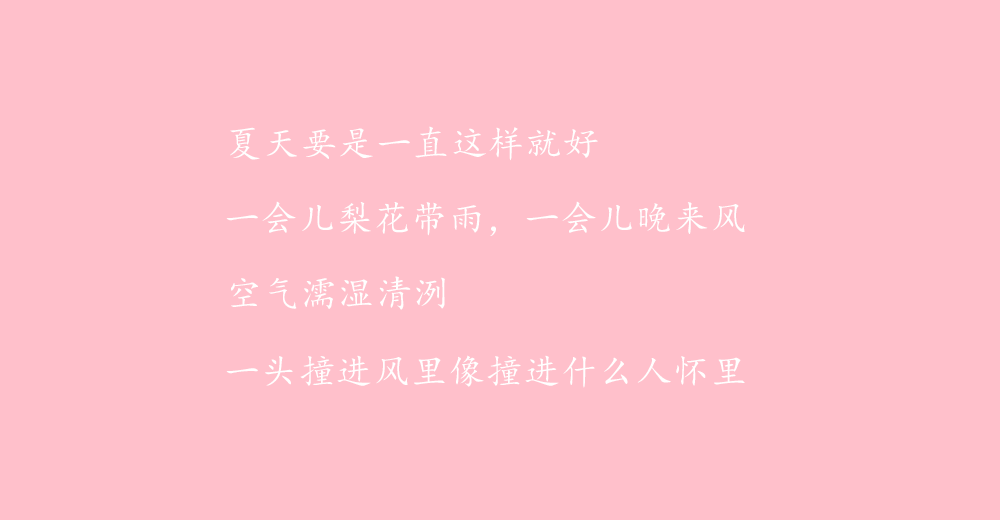 夏天要是一直这样就好
一会儿梨花带雨，一会儿晚来风
空气濡湿清冽
一头撞进风里像撞进什么人怀里